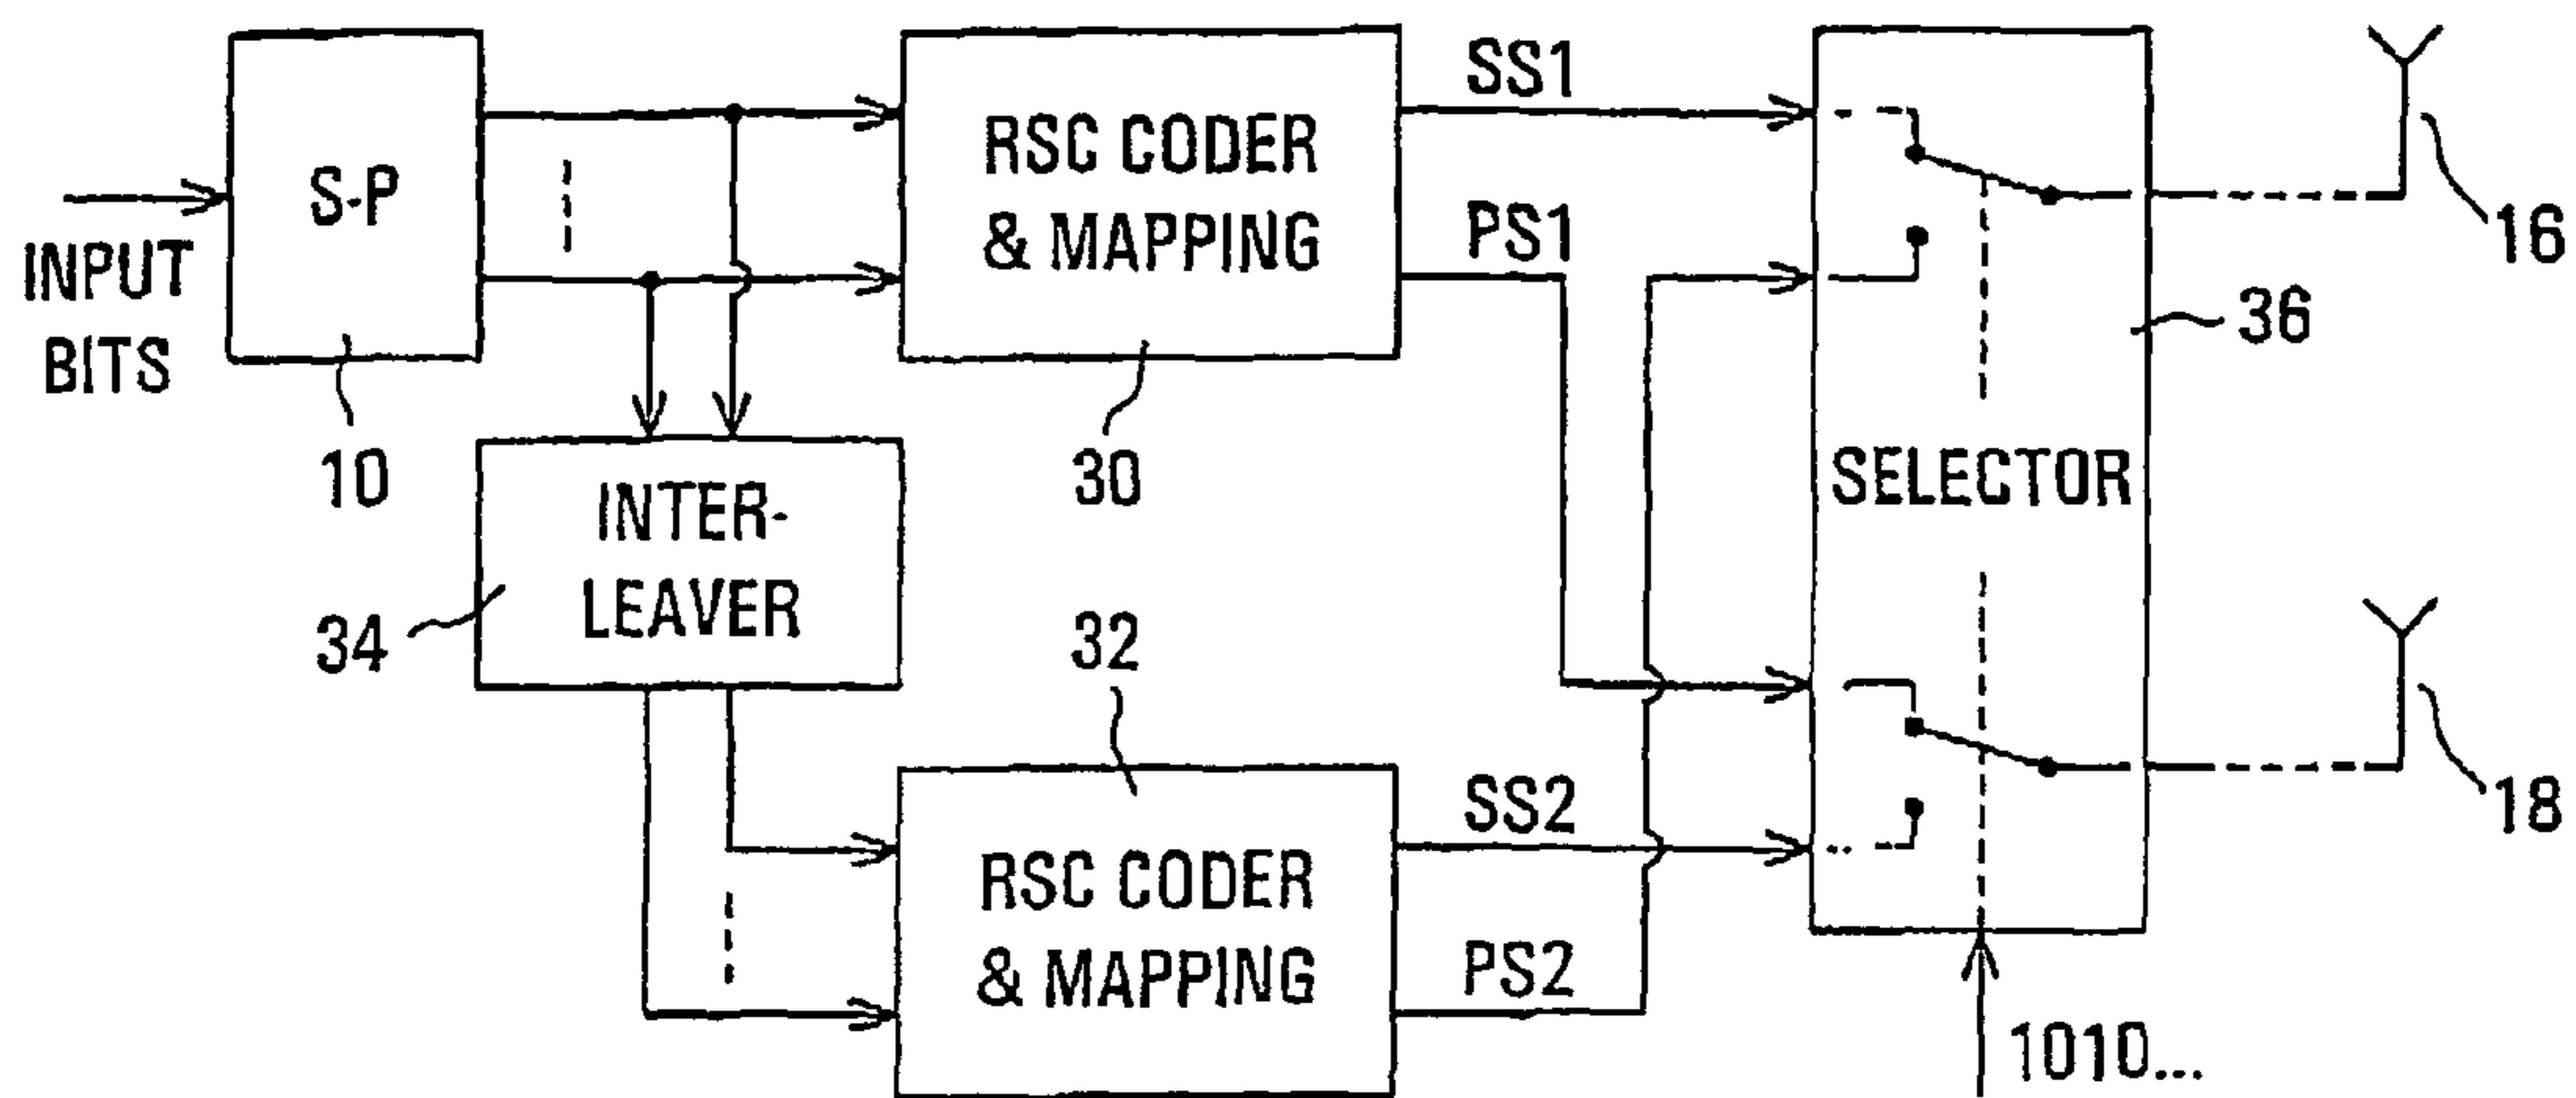 S-P
INPUT
BITS
10
RSC CODER
& MAPPING
30
SS1
PS1
16
36
SELECTOR
INTER-
LEAVER
34
32
RSC CODER
& MAPPING
SS2
PS2
18
1010...